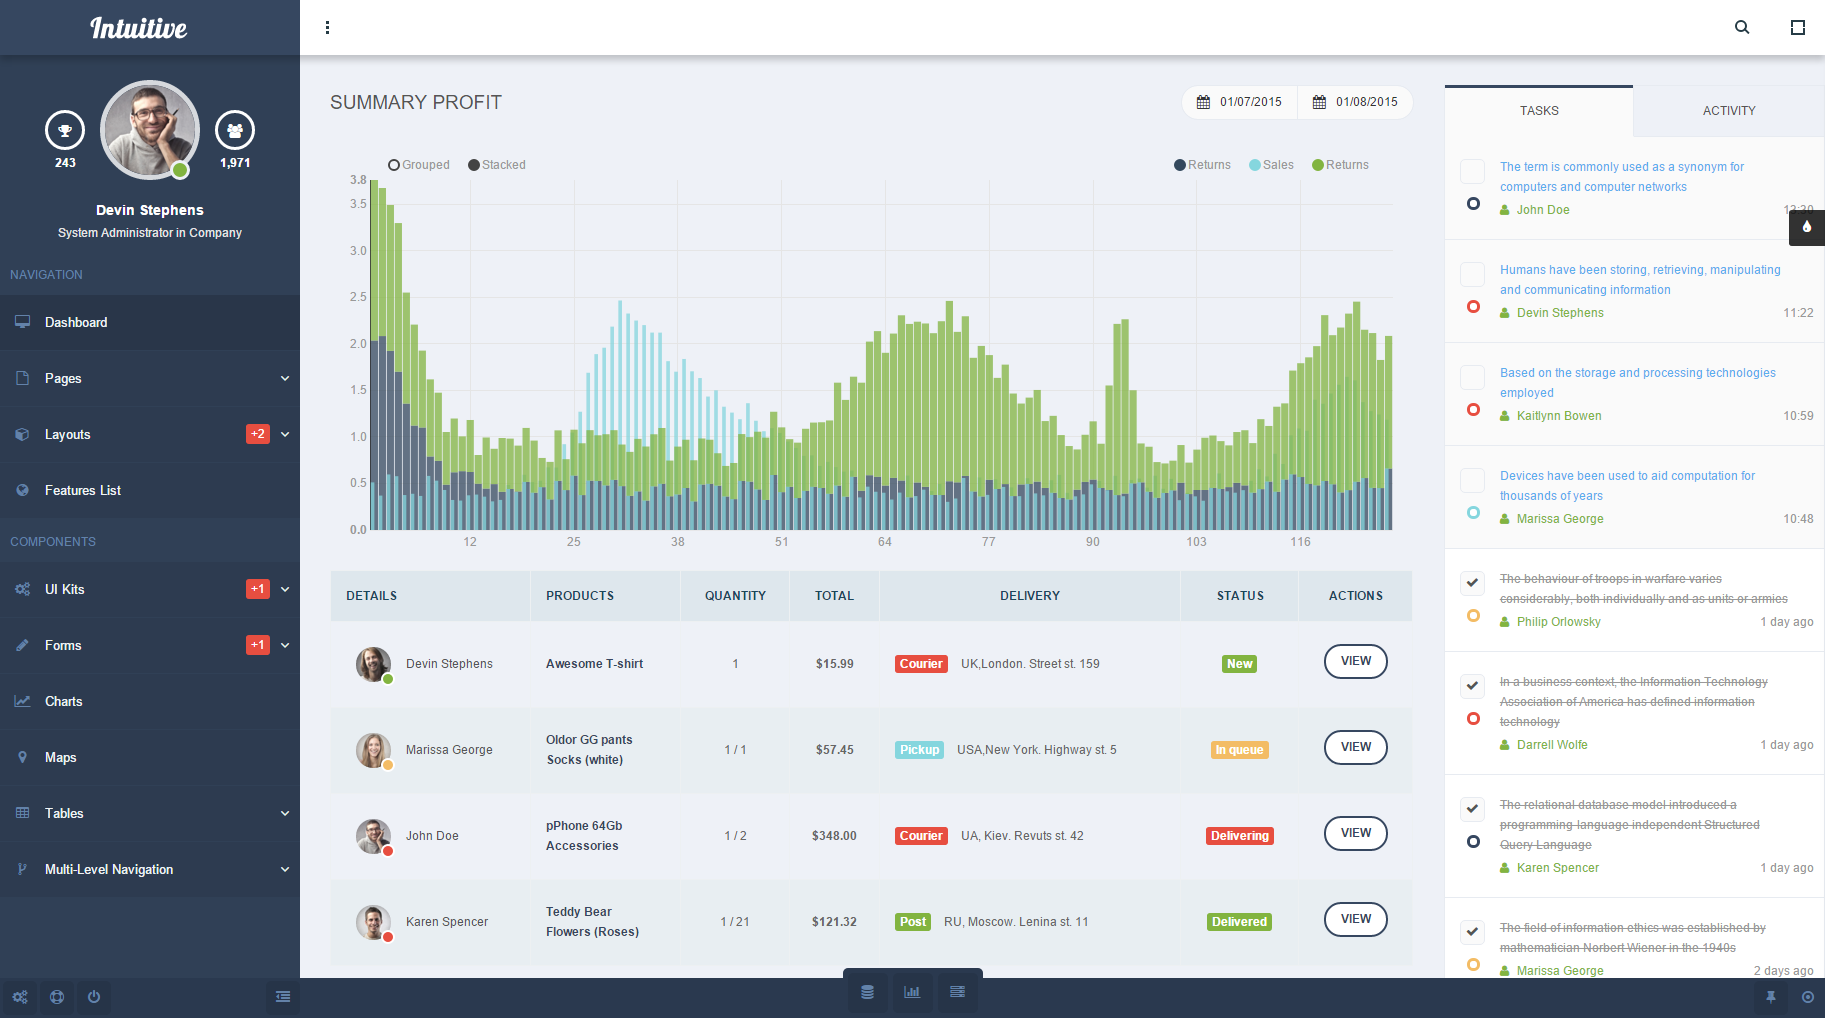 Intuitive
243
1,971
Devin Stephens
System Administrator in Company
NAVIGATION
Dashboard
Pages
Layouts
+2
Features List
COMPONENTS
UI Kits
+1
Forms
+1
Charts
Maps
Tables
Multi-Level Navigation
SUMMARY PROFIT
01/07/2015
01/08/2015
Grouped
Stacked
Returns
Sales
Returns
3.8
3.5
3.0
2.5
2.0
1.5
1.0
0.5
0.0
12
25
38
51
64
77
90
103
116
DETAILS PRODUCTS QUANTITY TOTAL DELIVERY STATUS ACTIONS
Devin Stephens Awesome T-shirt 1 $15.99 Courier UK,London. Street st. 159 New VIEW
Oldor GG pants
Marissa George 1 / 1 $57.45 Pickup USA,New York. Highway st. 5 In queue VIEW
Socks (white)
pPhone 64Gb
John Doe 1 / 2 $348.00 Courier UA, Kiev. Revuts st. 42 Delivering VIEW
Accessories
Teddy Bear
Karen Spencer 1 / 21 $121.32 Post RU, Moscow. Lenina st. 11 Delivered VIEW
Flowers (Roses)
TASKS
ACTIVITY
The term is commonly used as a synonym for
computers and computer networks
John Doe
Humans have been storing, retrieving, manipulating
and communicating information
Devin Stephens 11:22
Based on the storage and processing technologies
employed
Kaitlynn Bowen 10:59
Devices have been used to aid computation for
thousands of years
Marissa George 10:48
The behaviour of troops in warfare varies
considerably, both individually and as units or armies
Philip Orlowsky 1 day ago
In a business context, the Information Technology
Association of America has defined information
technology
Darrell Wolfe 1 day ago
The relational database model introduced a
programming-language independent Structured
Query Language
Karen Spencer 1 day ago
The field of information ethics was established by
mathematician Norbert Wiener in the 1940s
Marissa George 2 days ago